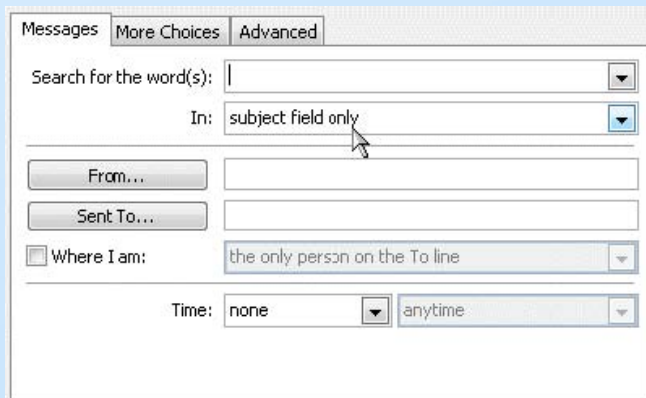 Messages More Choices Advanced
Search for the word(s):
In: subject field only
From...
Sent To...
Where I am: the only person on the To line
Time: none anytime